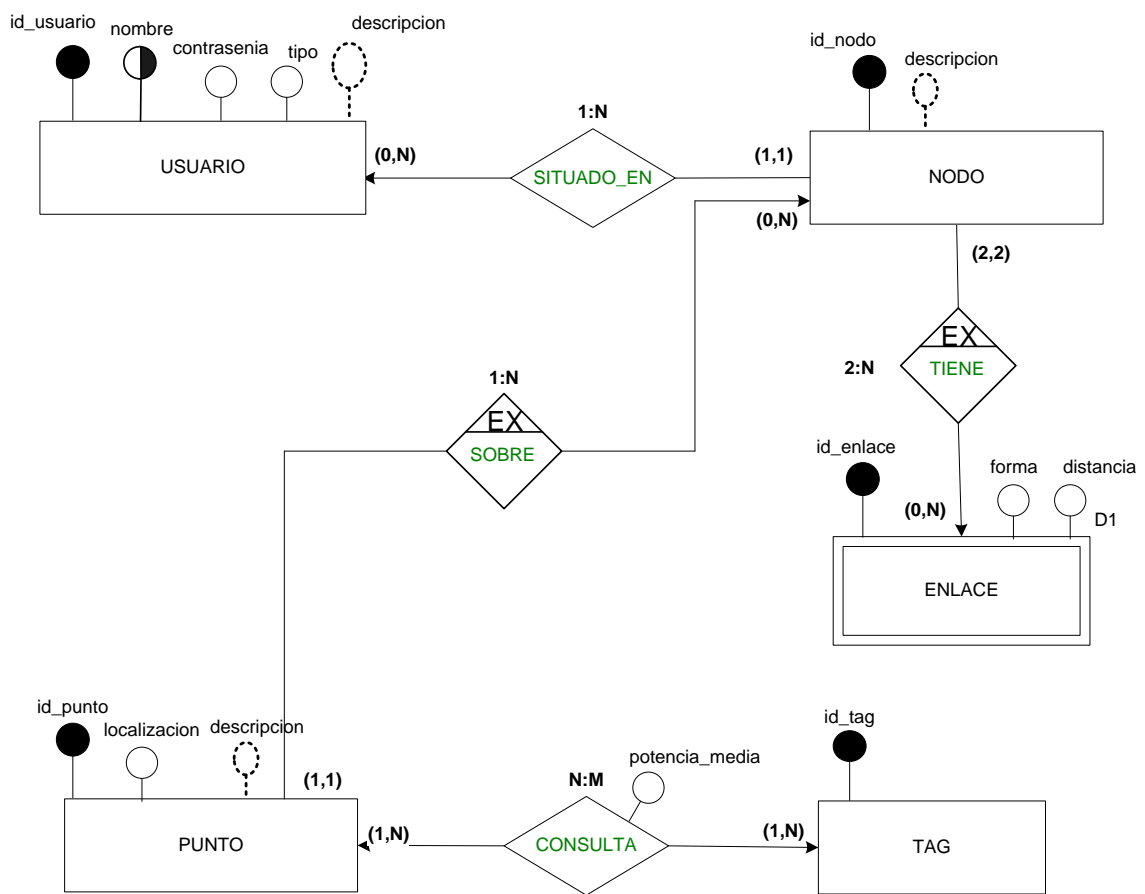 id_usuario
nombre
contrasenia
tipo
descripcion
id_nodo
descripcion
1:N
USUARIO
(0,N)
SITUADO_EN
(1,1)
NODO
(0,N)
(2,2)
EX
TIENE
2:N
1:N
EX
SOBRE
id_enlace
forma
distancia
D1
(0,N)
ENLACE
id_punto
localizacion
descripcion
(1,1)
id_tag
potencia_media
N:M
PUNTO
(1,N)
CONSULTA
(1,N)
TAG